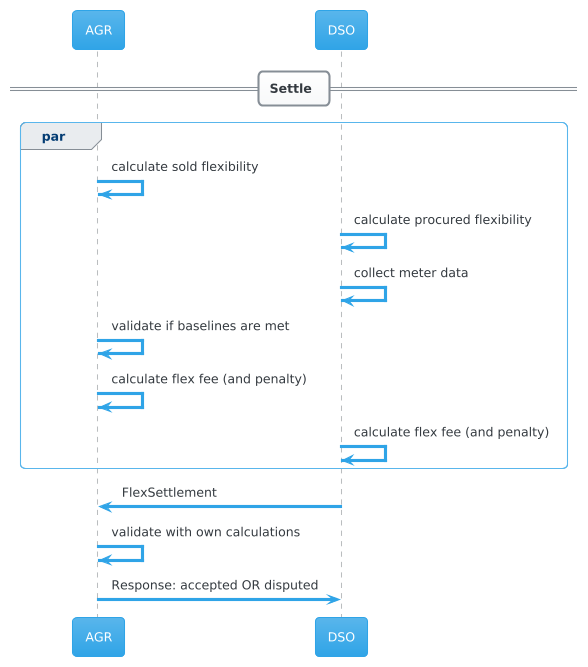 AGR
DSO
Settle
par
calculate sold flexibility
calculate procured flexibility
collect meter data
validate if baselines are met
calculate flex fee (and penalty)
calculate flex fee (and penalty)
FlexSettlement
validate with own calculations
Response: accepted OR disputed
AGR
DSO